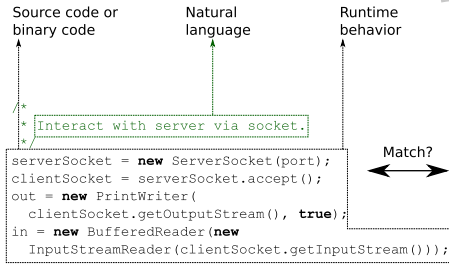 Source code or
binary code
Natural
language
Runtime
behavior
/*
* Interact with server via socket.
*/
serverSocket = new ServerSocket(port);
clientSocket = serverSocket.accept();
out = new PrintWriter(
clientSocket.getOutputStream(), true);
in = new BufferedReader(new
InputStreamReader(clientSocket.getInputStream()));
Match?